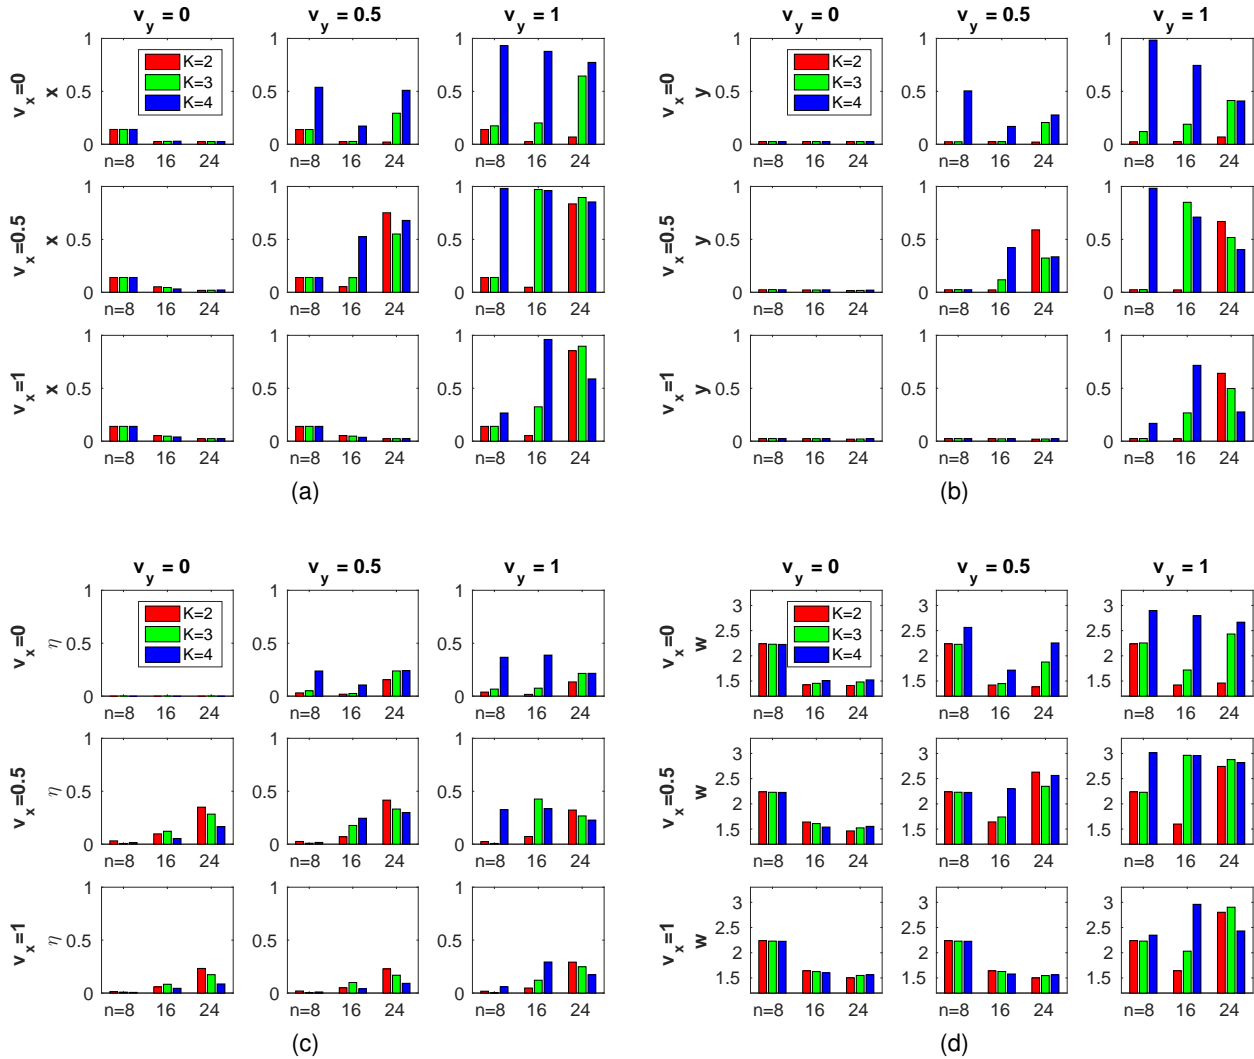 v_y = 0 v_y = 0.5 v_y = 1
v_x=0
x
1
0.5
0
K=2
K=3
K=4
n=8 16 24
1
0.5
0
n=8 16 24
1
0.5
0
n=8 16 24
v_x=0.5
x
1
0.5
0
n=8 16 24
1
0.5
0
n=8 16 24
1
0.5
0
n=8 16 24
v_x=1
x
1
0.5
0
n=8 16 24
1
0.5
0
n=8 16 24
1
0.5
0
n=8 16 24
(a)
v_y = 0 v_y = 0.5 v_y = 1
v_x=0
y
1
0.5
0
K=2
K=3
K=4
n=8 16 24
1
0.5
0
n=8 16 24
1
0.5
0
n=8 16 24
v_x=0.5
y
1
0.5
0
n=8 16 24
1
0.5
0
n=8 16 24
1
0.5
0
n=8 16 24
v_x=1
y
1
0.5
0
n=8 16 24
1
0.5
0
n=8 16 24
1
0.5
0
n=8 16 24
(b)
v_y = 0 v_y = 0.5 v_y = 1
v_x=0
η
1
0.5
0
K=2
K=3
K=4
n=8 16 24
1
0.5
0
n=8 16 24
1
0.5
0
n=8 16 24
v_x=0.5
η
1
0.5
0
n=8 16 24
1
0.5
0
n=8 16 24
1
0.5
0
n=8 16 24
v_x=1
η
1
0.5
0
n=8 16 24
1
0.5
0
n=8 16 24
1
0.5
0
n=8 16 24
(c)
v_y = 0 v_y = 0.5 v_y = 1
v_x=0
w
3
2.5
2
1.5
K=2
K=3
K=4
n=8 16 24
3
2.5
2
1.5
n=8 16 24
3
2.5
2
1.5
n=8 16 24
v_x=0.5
w
3
2.5
2
1.5
n=8 16 24
3
2.5
2
1.5
n=8 16 24
3
2.5
2
1.5
n=8 16 24
v_x=1
w
3
2.5
2
1.5
n=8 16 24
3
2.5
2
1.5
n=8 16 24
3
2.5
2
1.5
n=8 16 24
(d)